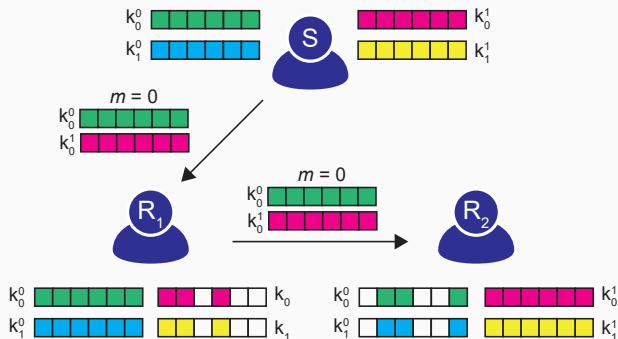 k₀⁰ S k₀¹
k₁⁰ k₁¹
m = 0
k₀⁰
k₀¹
m = 0
k₀⁰
k₀¹
R₁ R₂
k₀⁰ k₀ k₀⁰ k₀¹
k₁⁰ k₁ k₁⁰ k₁¹